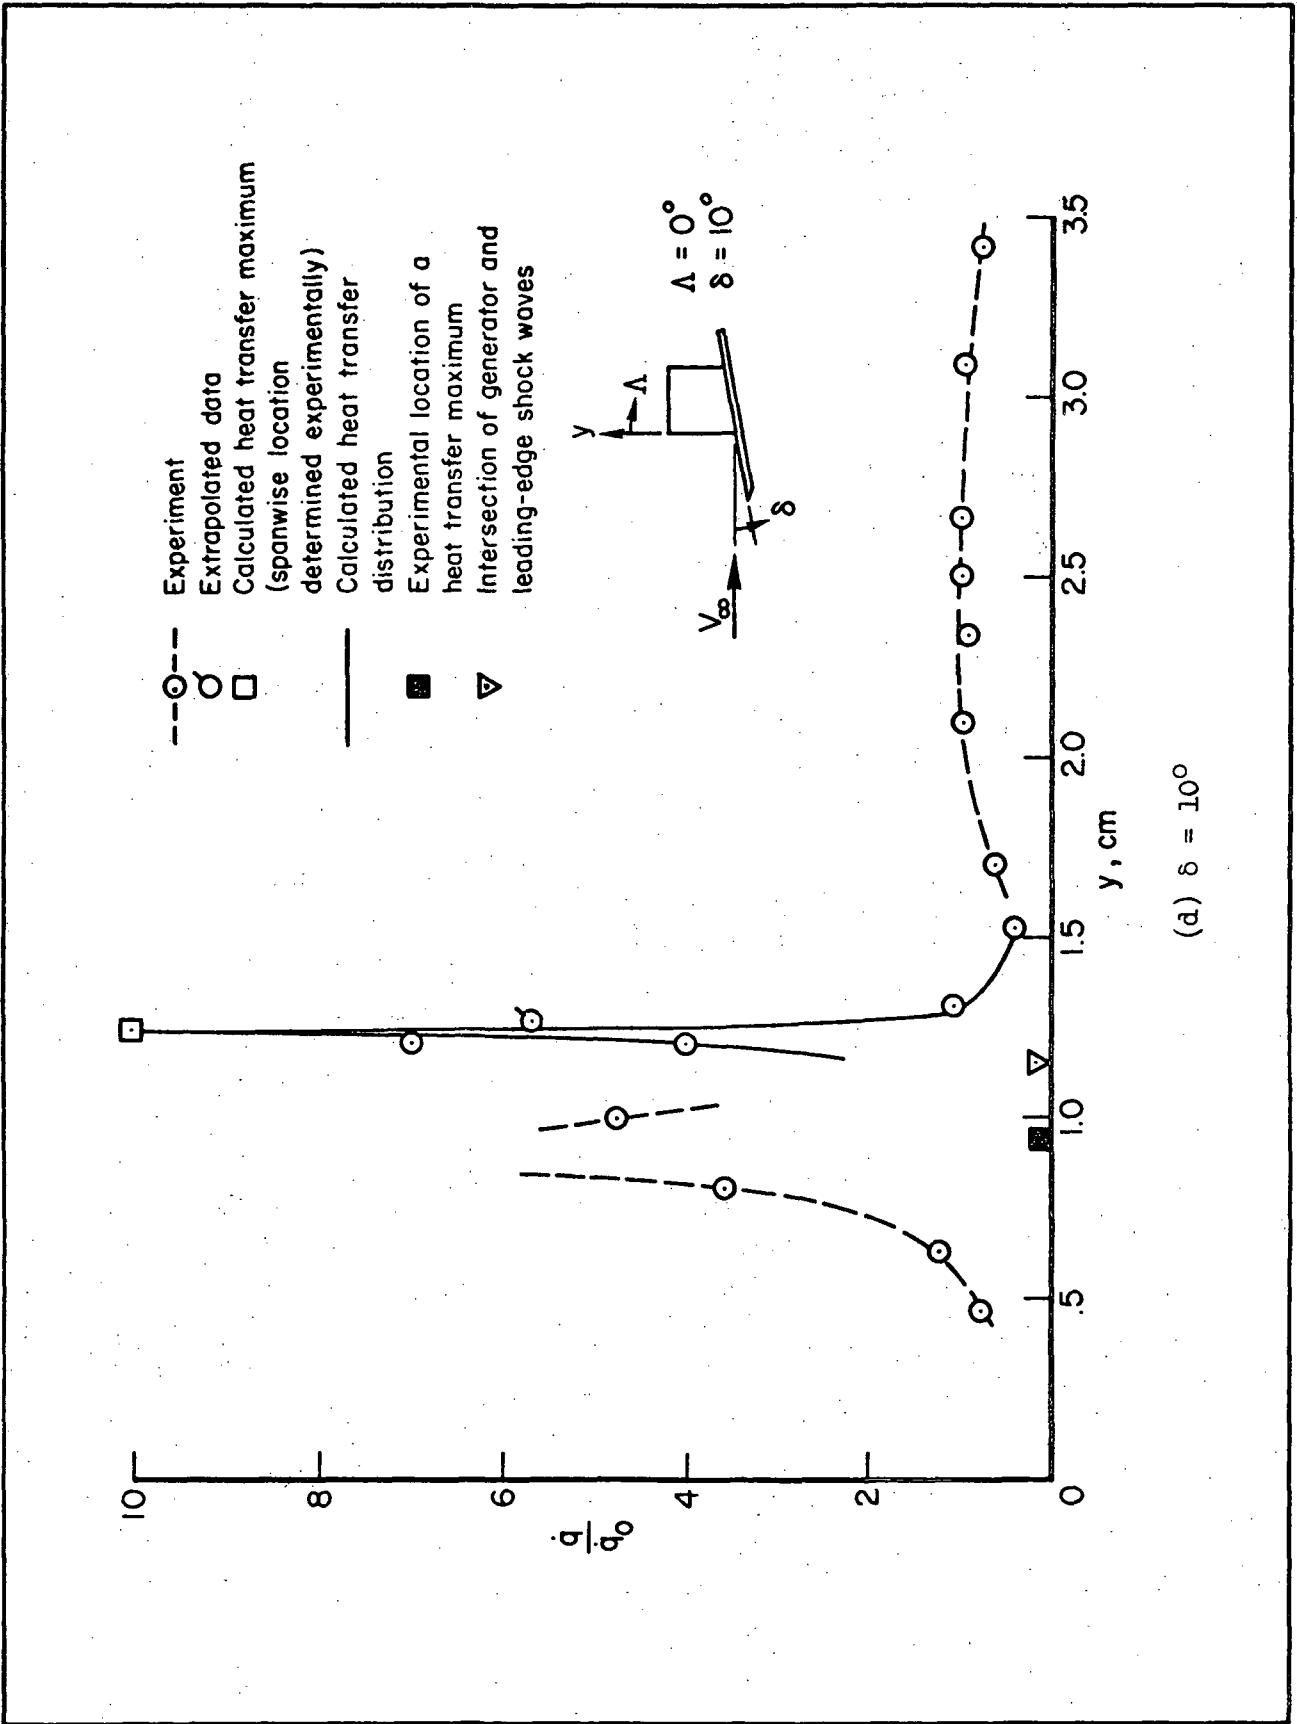 Experiment
Extrapolated data
Calculated heat transfer maximum
(spanwise location
determined experimentally)
Calculated heat transfer
distribution
Experimental location of a
heat transfer maximum
Intersection of generator and
leading-edge shock waves
y
Λ
Λ = 0°
δ = 10°
V∞
δ
10
8
6
4
2
0
q̇
q̇₀
.5
1.0
1.5
2.0
2.5
3.0
3.5
y, cm
(d) δ = 10°